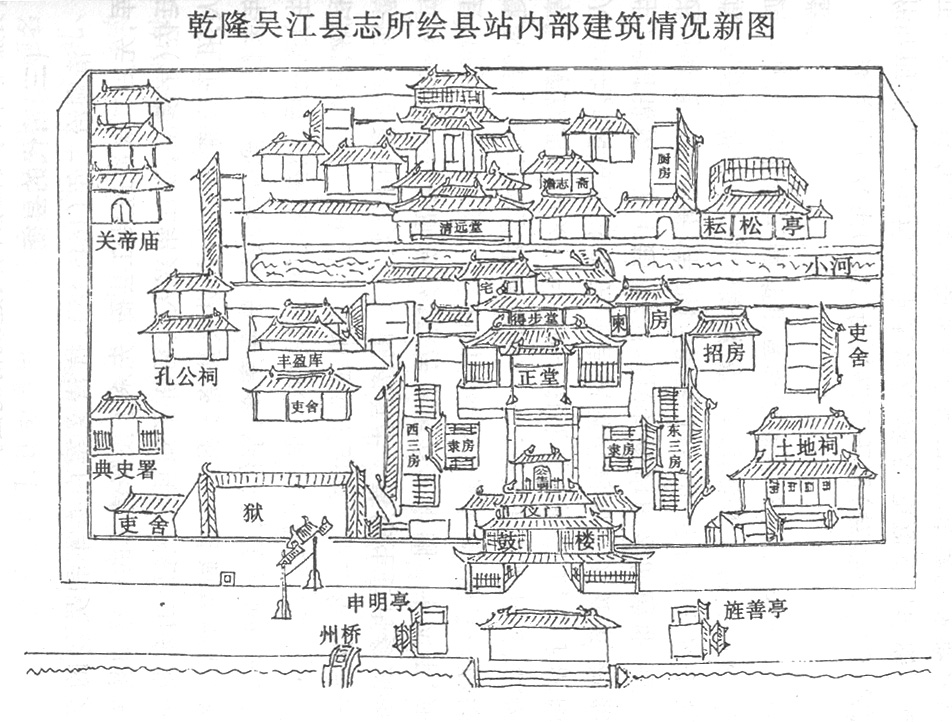 乾隆吴江县志所绘县站内部建筑情况新图
厨房
澹志斋
清远堂
耘松亭
关帝庙
小河
宅门
得步堂
柬房
吏舍
招房
孔公祠
丰盈库
正堂
吏舍
西三房
隶房
隶房
东三房
土地祠
典史署
吏舍
狱
仪门
鼓楼
申明亭
旌善亭
州桥